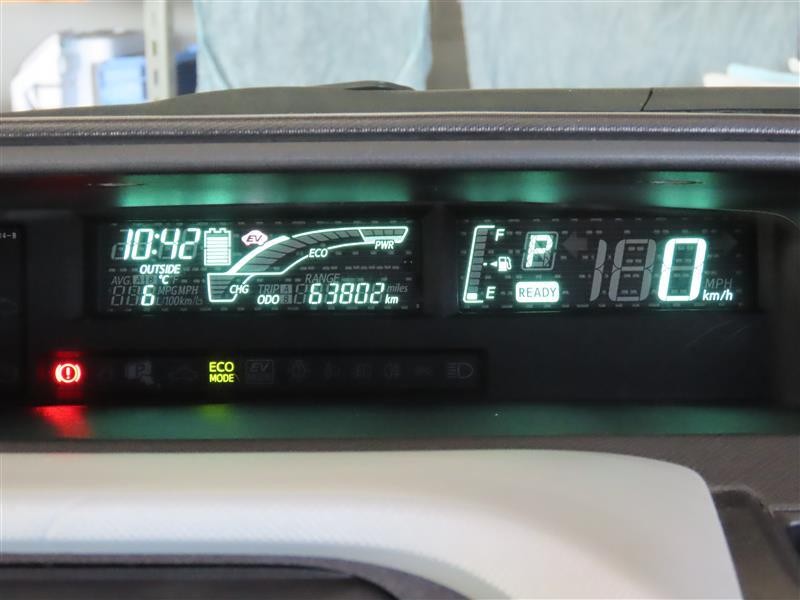 10:42
EV
ECO
PWR
OUTSIDE
6 °C
AVG
MPG MPH
L/100km/Ls
CHG
TRIP A B
RANGE
miles
ODO 63802 km
F
E
P
READY
0
MPH
km/h
ECO
MODE
EV